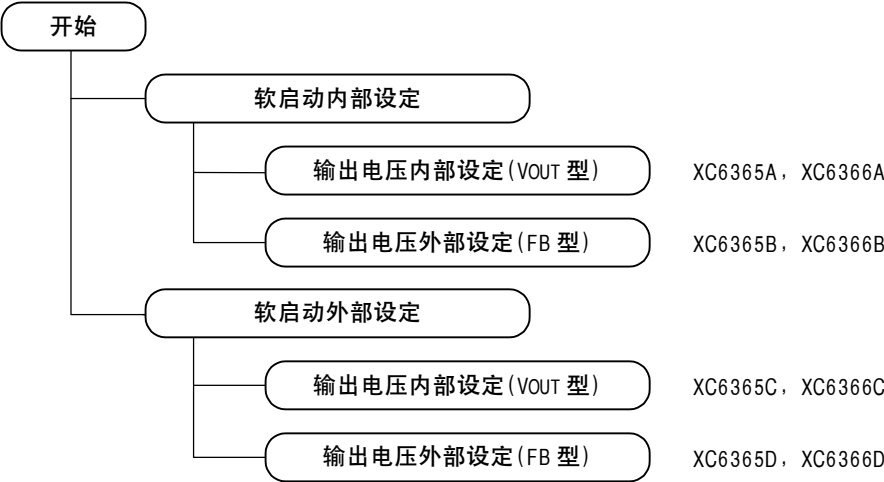 开始
软启动内部设定
输出电压内部设定(VOUT 型) XC6365A, XC6366A
输出电压外部设定(FB 型) XC6365B, XC6366B
软启动外部设定
输出电压内部设定(VOUT 型) XC6365C, XC6366C
输出电压外部设定(FB 型) XC6365D, XC6366D